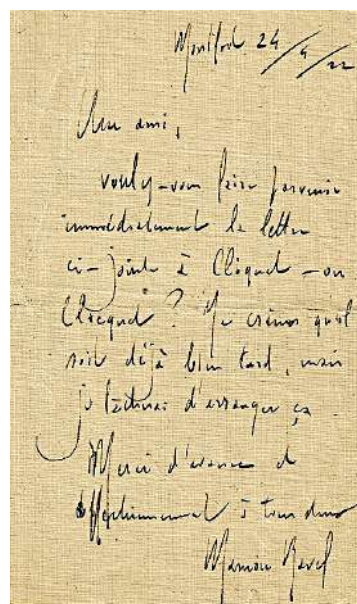 Montfort 24/4/22
Mon ami,
voulez-vous faire parvenir
immédiatement la lettre
ci-jointe à Cliquet - ou
Clicquet ? Je crains qu'il
soit déjà bien tard, mais
je tâcherai d'arranger ça
Merci d'avance et
affectueusement à tous deux
Maurice Ravel